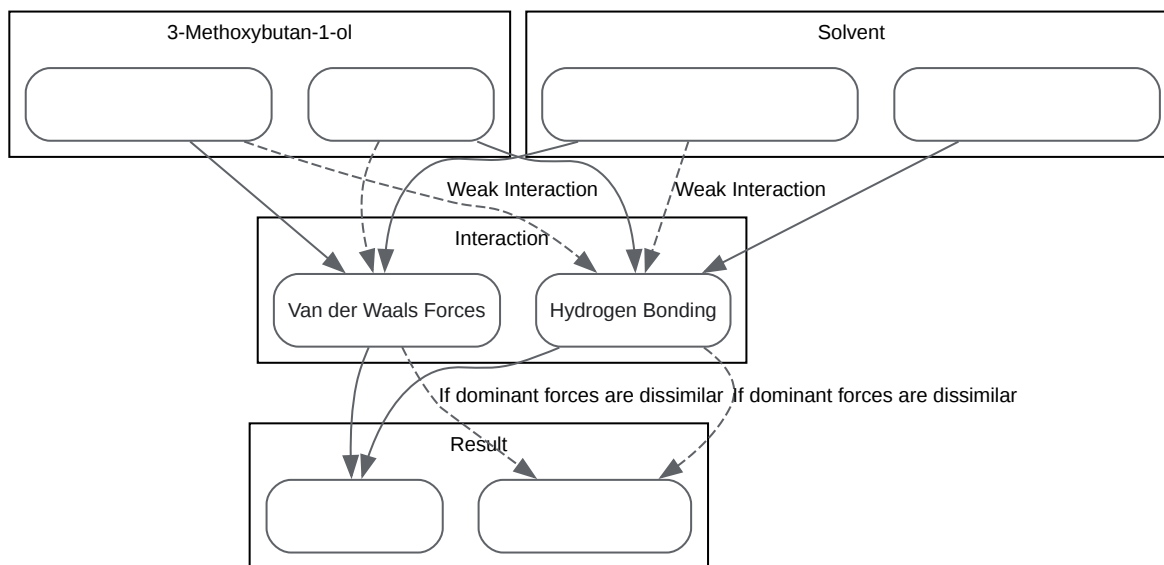 3-Methoxybutan-1-ol
Solvent
Weak Interaction
Weak Interaction
Interaction
Van der Waals Forces
Hydrogen Bonding
If dominant forces are dissimilar
If dominant forces are dissimilar
Result